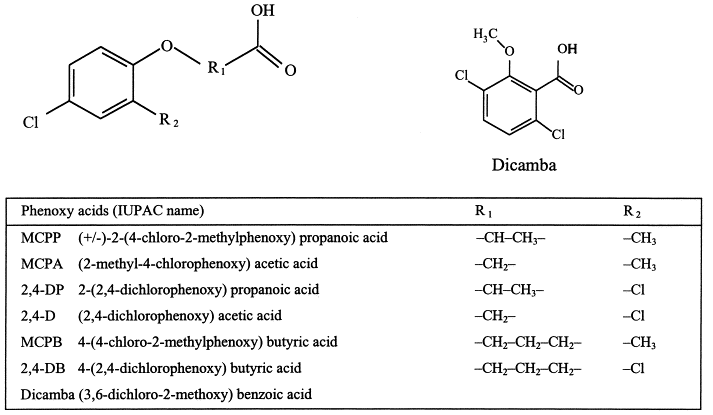 OH
O
R1
O
Cl
R2
H3C
O
OH
Cl
O
Cl
Dicamba
Phenoxy acids (IUPAC name) R1 R2
MCPP (+/-)-2-(4-chloro-2-methylphenoxy) propanoic acid –CH–CH3– –CH3
MCPA (2-methyl-4-chlorophenoxy) acetic acid –CH2– –CH3
2,4-DP 2-(2,4-dichlorophenoxy) propanoic acid –CH–CH3– –Cl
2,4-D (2,4-dichlorophenoxy) acetic acid –CH2– –Cl
MCPB 4-(4-chloro-2-methylphenoxy) butyric acid –CH2–CH2–CH2– –CH3
2,4-DB 4-(2,4-dichlorophenoxy) butyric acid –CH2–CH2–CH2– –Cl
Dicamba (3,6-dichloro-2-methoxy) benzoic acid